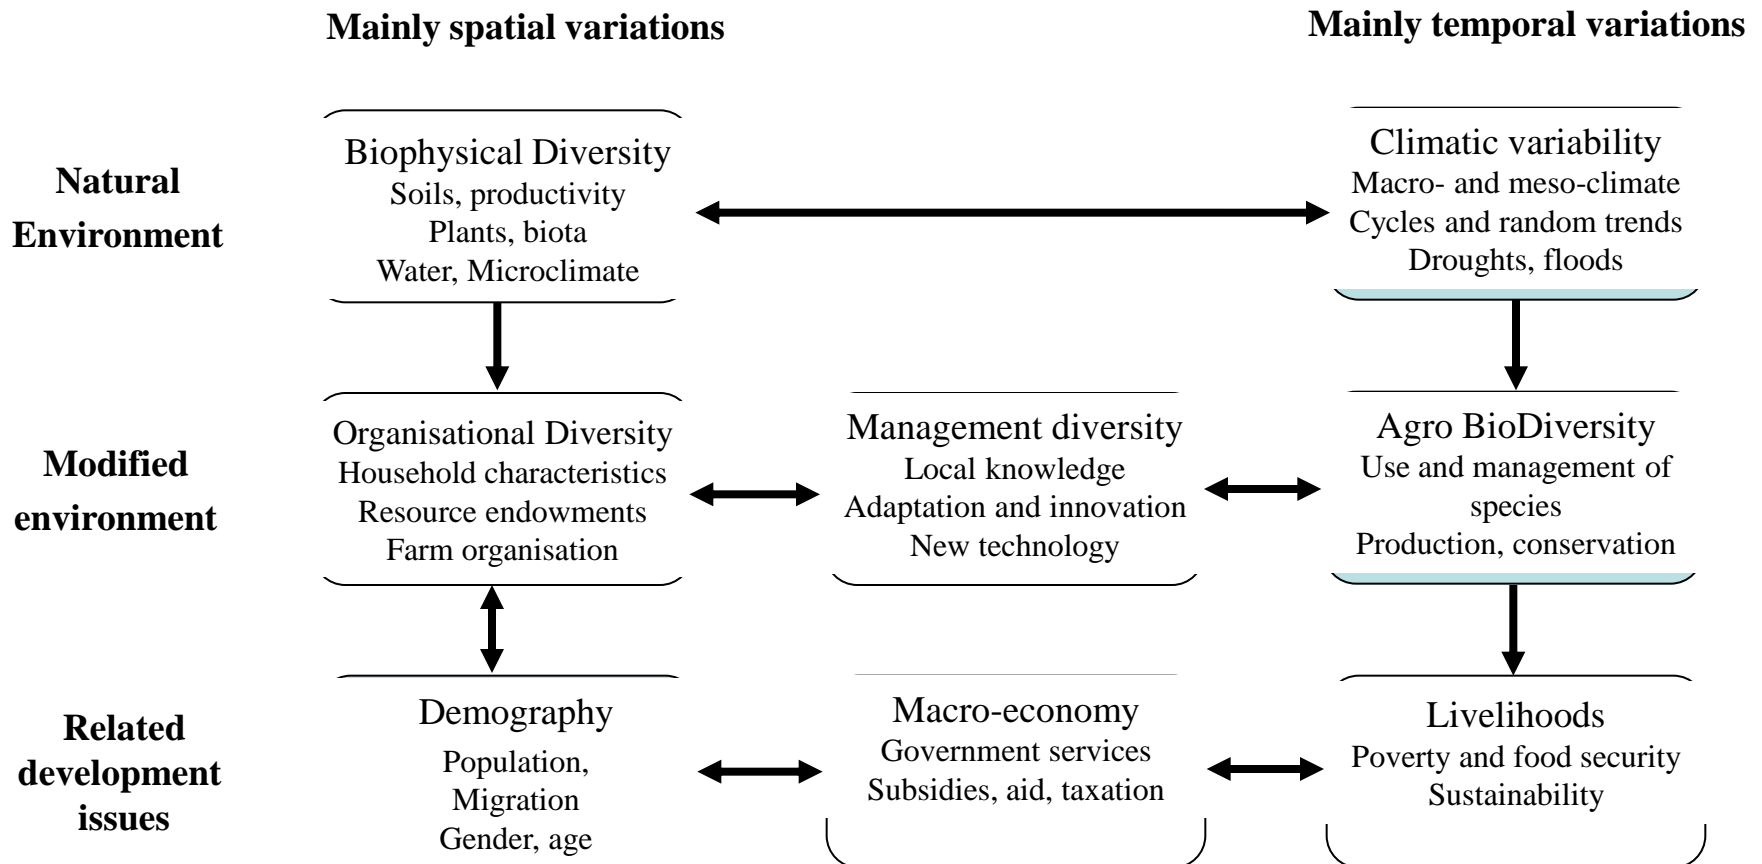 Mainly spatial variations
Mainly temporal variations
Natural
Environment
Biophysical Diversity
Soils, productivity
Plants, biota
Water, Microclimate
Climatic variability
Macro- and meso-climate
Cycles and random trends
Droughts, floods
Modified
environment
Organisational Diversity
Household characteristics
Resource endowments
Farm organisation
Management diversity
Local knowledge
Adaptation and innovation
New technology
Agro BioDiversity
Use and management of
species
Production, conservation
Related
development
issues
Demography
Population,
Migration
Gender, age
Macro-economy
Government services
Subsidies, aid, taxation
Livelihoods
Poverty and food security
Sustainability